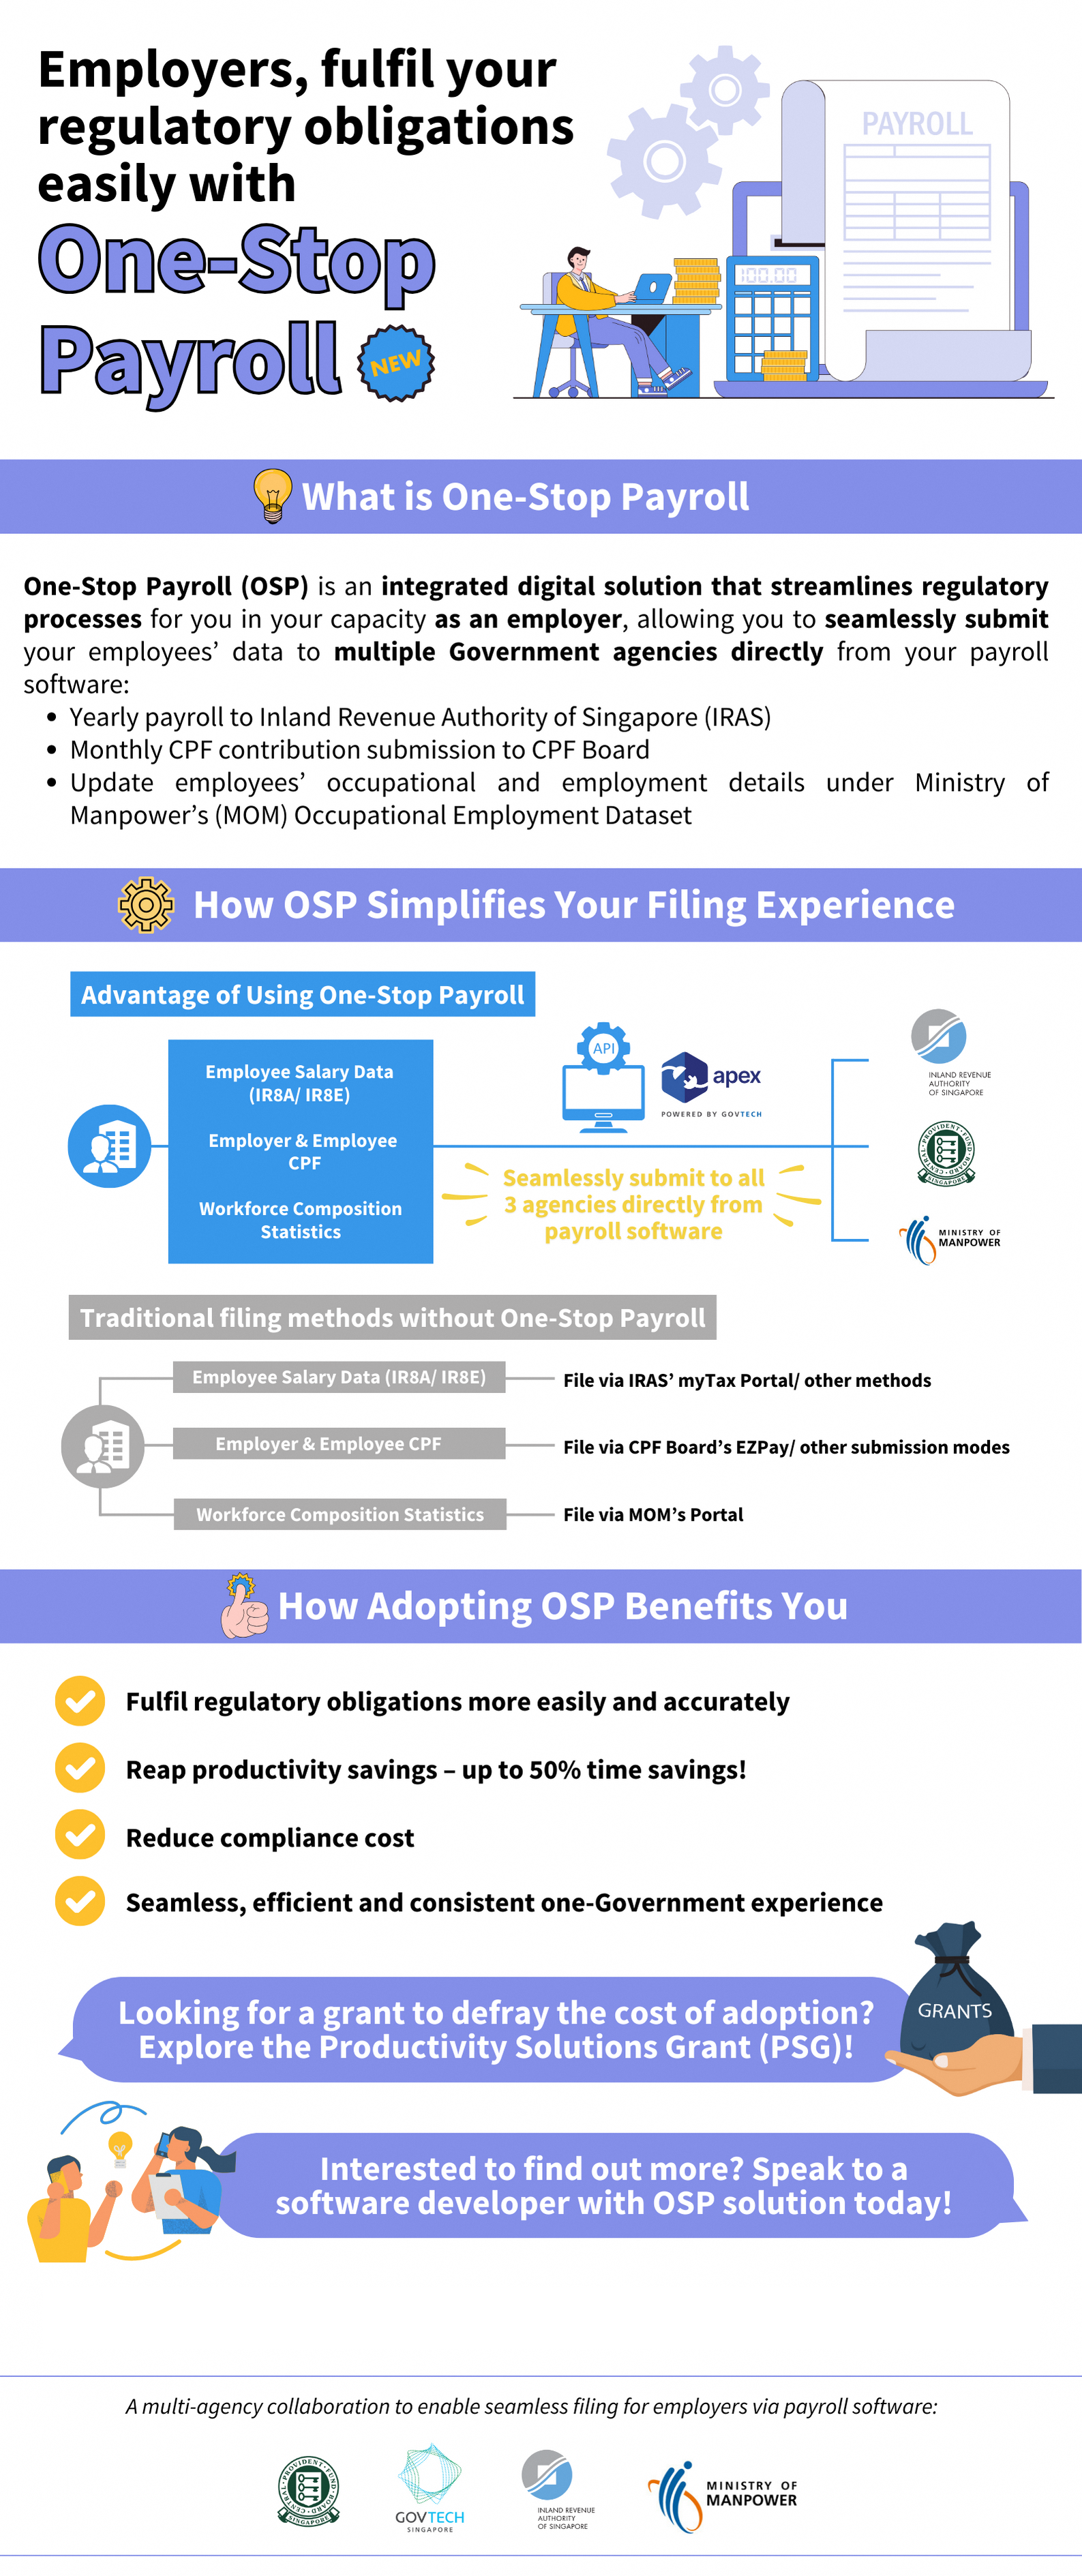 Employers, fulfil your
regulatory obligations
easily with
One-Stop
Payroll
NEW
PAYROLL
100.00
What is One-Stop Payroll
One-Stop Payroll (OSP) is an integrated digital solution that streamlines regulatory
processes for you in your capacity as an employer, allowing you to seamlessly submit
your employees’ data to multiple Government agencies directly from your payroll
software:
• Yearly payroll to Inland Revenue Authority of Singapore (IRAS)
• Monthly CPF contribution submission to CPF Board
• Update employees’ occupational and employment details under Ministry of
Manpower’s (MOM) Occupational Employment Dataset
How OSP Simplifies Your Filing Experience
Advantage of Using One-Stop Payroll
Employee Salary Data
(IR8A/ IR8E)
Employer & Employee
CPF
Workforce Composition
Statistics
API
apex
POWERED BY GOVTECH
Seamlessly submit to all
3 agencies directly from
payroll software
INLAND REVENUE
AUTHORITY
OF SINGAPORE
CENTRAL PROVIDENT FUND BOARD
SINGAPORE
MINISTRY OF
MANPOWER
Traditional filing methods without One-Stop Payroll
Employee Salary Data (IR8A/ IR8E)
File via IRAS’ myTax Portal/ other methods
Employer & Employee CPF
File via CPF Board’s EZPay/ other submission modes
Workforce Composition Statistics
File via MOM’s Portal
How Adopting OSP Benefits You
Fulfil regulatory obligations more easily and accurately
Reap productivity savings – up to 50% time savings!
Reduce compliance cost
Seamless, efficient and consistent one-Government experience
Looking for a grant to defray the cost of adoption?
Explore the Productivity Solutions Grant (PSG)!
GRANTS
Interested to find out more? Speak to a
software developer with OSP solution today!
A multi-agency collaboration to enable seamless filing for employers via payroll software:
CENTRAL PROVIDENT FUND BOARD
SINGAPORE
GOVTECH
SINGAPORE
INLAND REVENUE
AUTHORITY
OF SINGAPORE
MINISTRY OF
MANPOWER